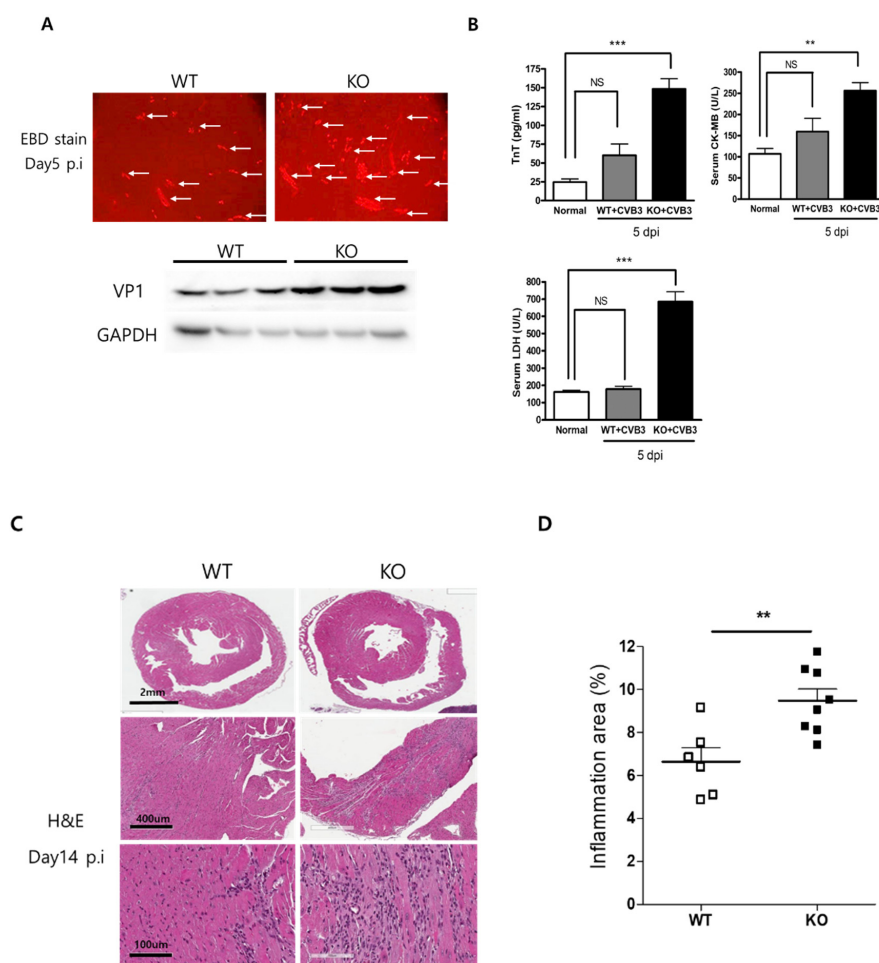 A
WT KO
EBD stain
Day5 p.i
WT KO
VP1
GAPDH
B
***
NS
TnT (pg/ml)
175
150
125
100
75
50
25
0
Normal WT+CVB3 KO+CVB3
5 dpi
**
NS
Serum CK-MB (U/L)
300
250
200
150
100
50
0
Normal WT+CVB3 KO+CVB3
5 dpi
***
NS
Serum LDH (U/L)
800
700
600
500
400
300
200
100
0
Normal WT+CVB3 KO+CVB3
5 dpi
C
WT KO
2mm
400um
H&E
Day14 p.i
100um
D
**
Inflammation area (%)
12
10
8
6
4
2
0
WT KO